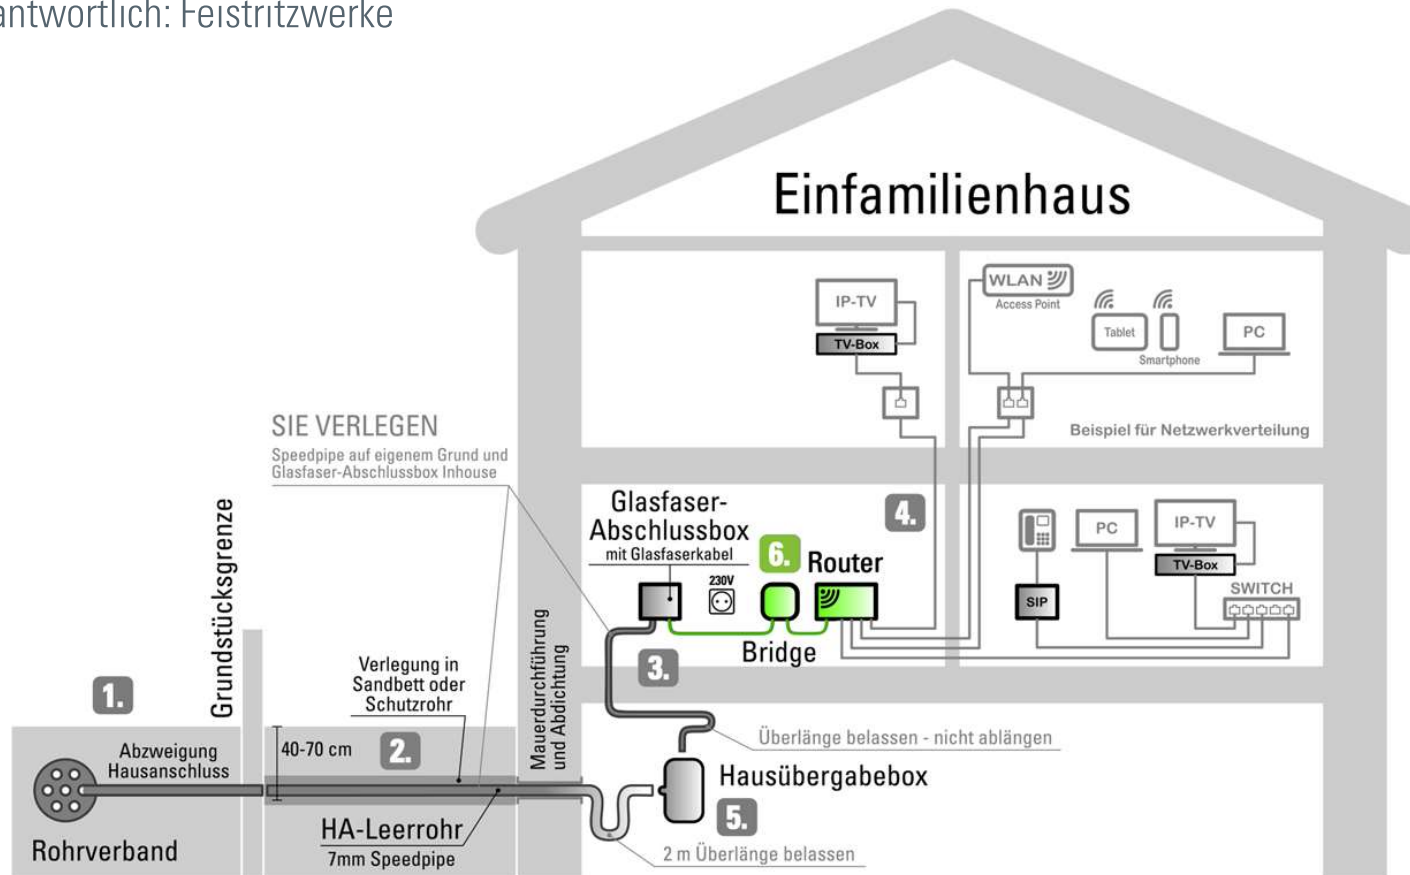 antwortlich: Feistritzwerke
Einfamilienhaus
IP-TV
TV-Box
WLAN
Access Point
Tablet
Smartphone
PC
Beispiel für Netzwerkverteilung
SIE VERLEGEN
Speedpipe auf eigenem Grund und
Glasfaser-Abschlussbox Inhouse
Glasfaser-
Abschlussbox
mit Glasfaserkabel
230V
6.
Router
Bridge
4.
PC
IP-TV
TV-Box
SIP
SWITCH
3.
Grundstücksgrenze
1.
Verlegung in
Sandbett oder
Schutzrohr
Mauerdurchführung
und Abdichtung
40-70 cm
2.
Abzweigung
Hausanschluss
Rohrverband
HA-Leerrohr
7mm Speedpipe
Überlänge belassen - nicht ablängen
Hausübergabebox
5.
2 m Überlänge belassen